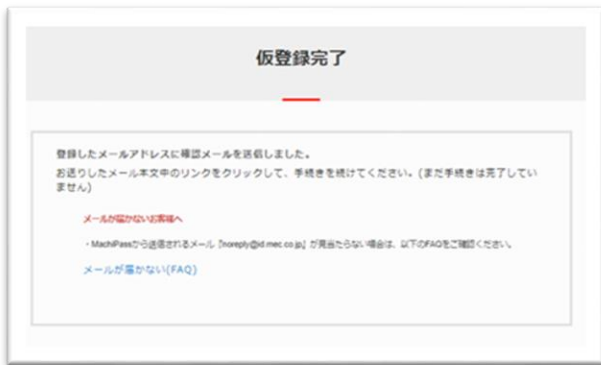 仮登録完了
登録したメールアドレスに確認メールを送信しました。
お送りしたメール本文中のリンクをクリックして、手続きを続けてください。(まだ手続きは完了してい
ません)
メールが届かないお客様へ
・MachiPassから送信されるメール『noreply@id.mec.co.jp』が見当たらない場合は、以下のFAQをご確認ください。
メールが届かない(FAQ)